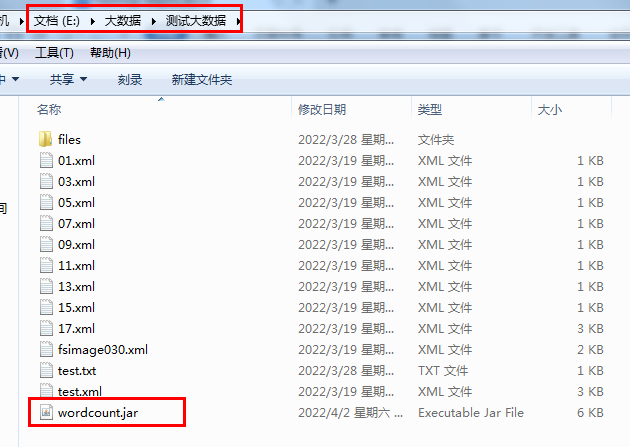 机 ▸ 文档 (E:) ▸ 大数据 ▸ 测试大数据 ▸
(V) 工具(T) 帮助(H)
中 ▼ 共享 ▼ 刻录 新建文件夹
名称 修改日期 类型 大小
files 2022/3/28 星期... 文件夹
01.xml 2022/3/19 星期... XML 文件 1 KB
03.xml 2022/3/19 星期... XML 文件 1 KB
05.xml 2022/3/19 星期... XML 文件 1 KB
07.xml 2022/3/19 星期... XML 文件 1 KB
09.xml 2022/3/19 星期... XML 文件 1 KB
11.xml 2022/3/19 星期... XML 文件 1 KB
间
13.xml 2022/3/19 星期... XML 文件 1 KB
15.xml 2022/3/19 星期... XML 文件 1 KB
17.xml 2022/3/19 星期... XML 文件 3 KB
fsimage030.xml 2022/3/19 星期... XML 文件 2 KB
test.txt 2022/3/28 星期... TXT 文件 1 KB
test.xml 2022/3/19 星期... XML 文件 3 KB
wordcount.jar 2022/4/2 星期六 ... Executable Jar File 6 KB